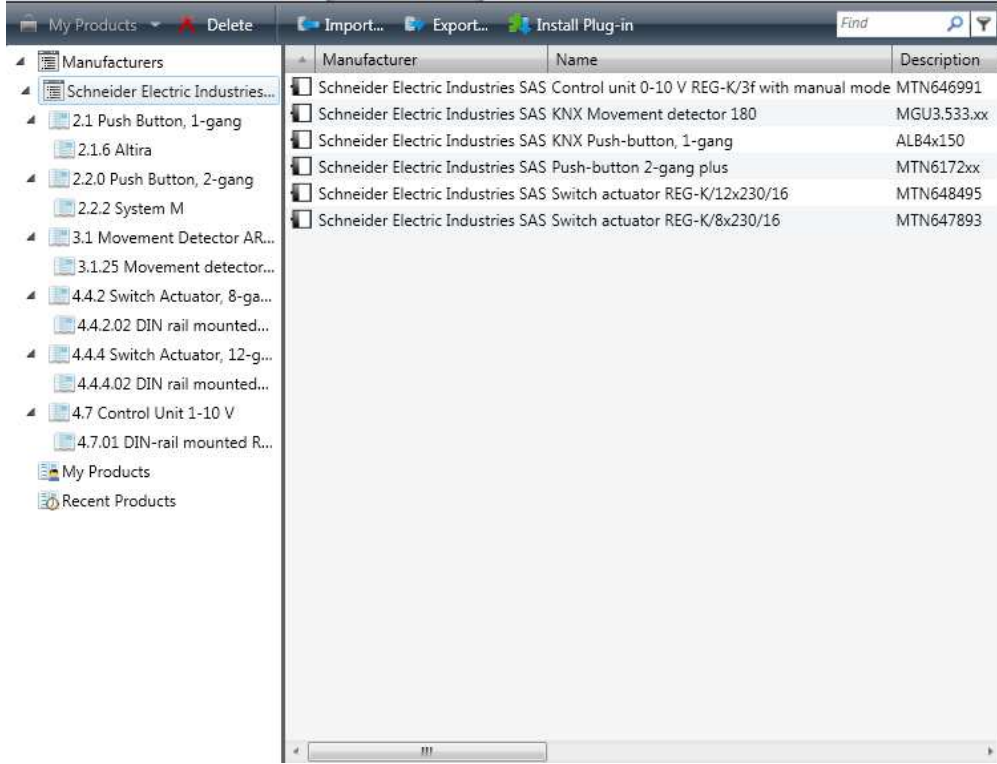 My Products Delete Import... Export... Install Plug-in Find
Manufacturers
Schneider Electric Industries...
2.1 Push Button, 1-gang
2.1.6 Altira
2.2.0 Push Button, 2-gang
2.2.2 System M
3.1 Movement Detector AR...
3.1.25 Movement detector...
4.4.2 Switch Actuator, 8-ga...
4.4.2.02 DIN rail mounted...
4.4.4 Switch Actuator, 12-g...
4.4.4.02 DIN rail mounted...
4.7 Control Unit 1-10 V
4.7.01 DIN-rail mounted R...
My Products
Recent Products
Manufacturer Name Description
Schneider Electric Industries SAS Control unit 0-10 V REG-K/3f with manual mode MTN646991
Schneider Electric Industries SAS KNX Movement detector 180 MGU3.533.xx
Schneider Electric Industries SAS KNX Push-button, 1-gang ALB4x150
Schneider Electric Industries SAS Push-button 2-gang plus MTN6172xx
Schneider Electric Industries SAS Switch actuator REG-K/12x230/16 MTN648495
Schneider Electric Industries SAS Switch actuator REG-K/8x230/16 MTN647893